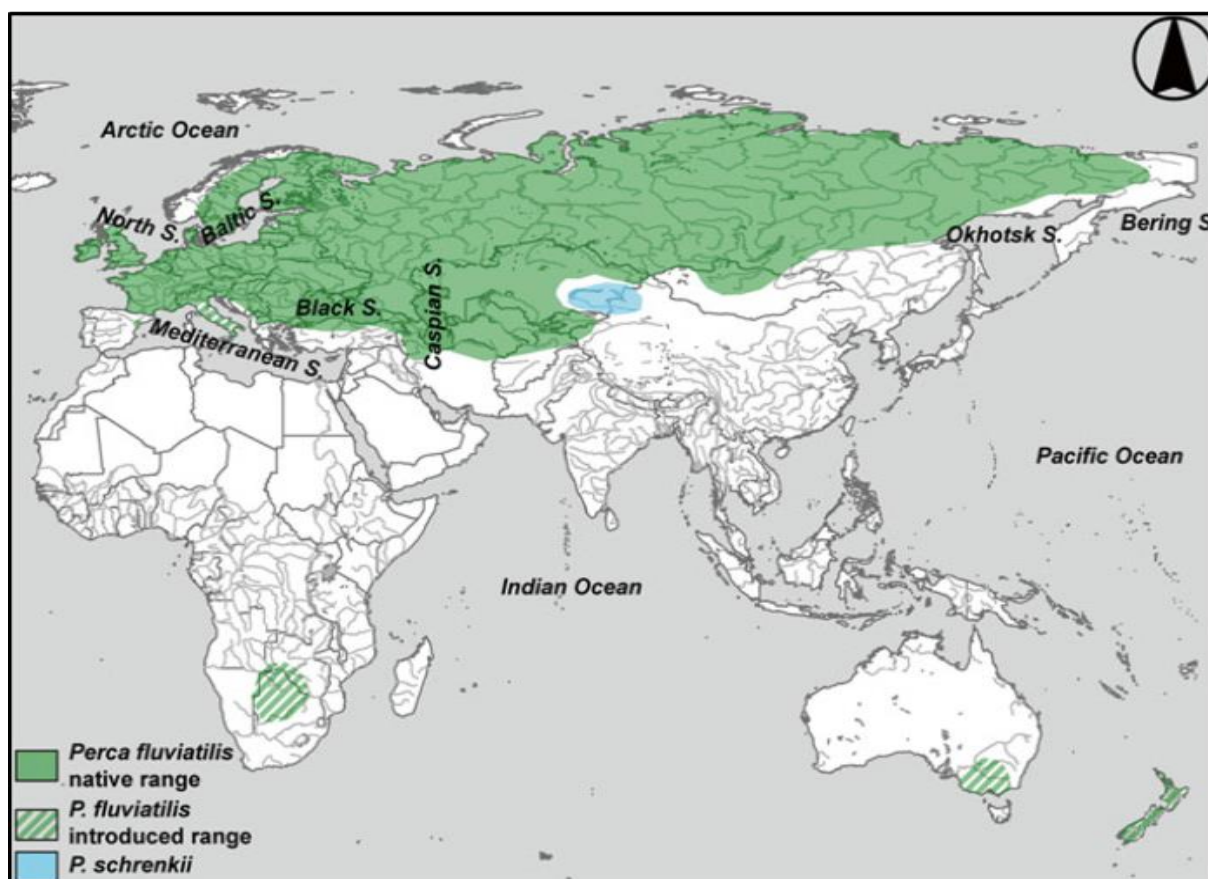 Arctic Ocean
North S.
Baltic S.
Okhotsk S.
Bering S
Black S.
Caspian S.
Mediterranean S.
Pacific Ocean
Indian Ocean
Perca fluviatilis
native range
P. fluviatilis
introduced range
P. schrenkii